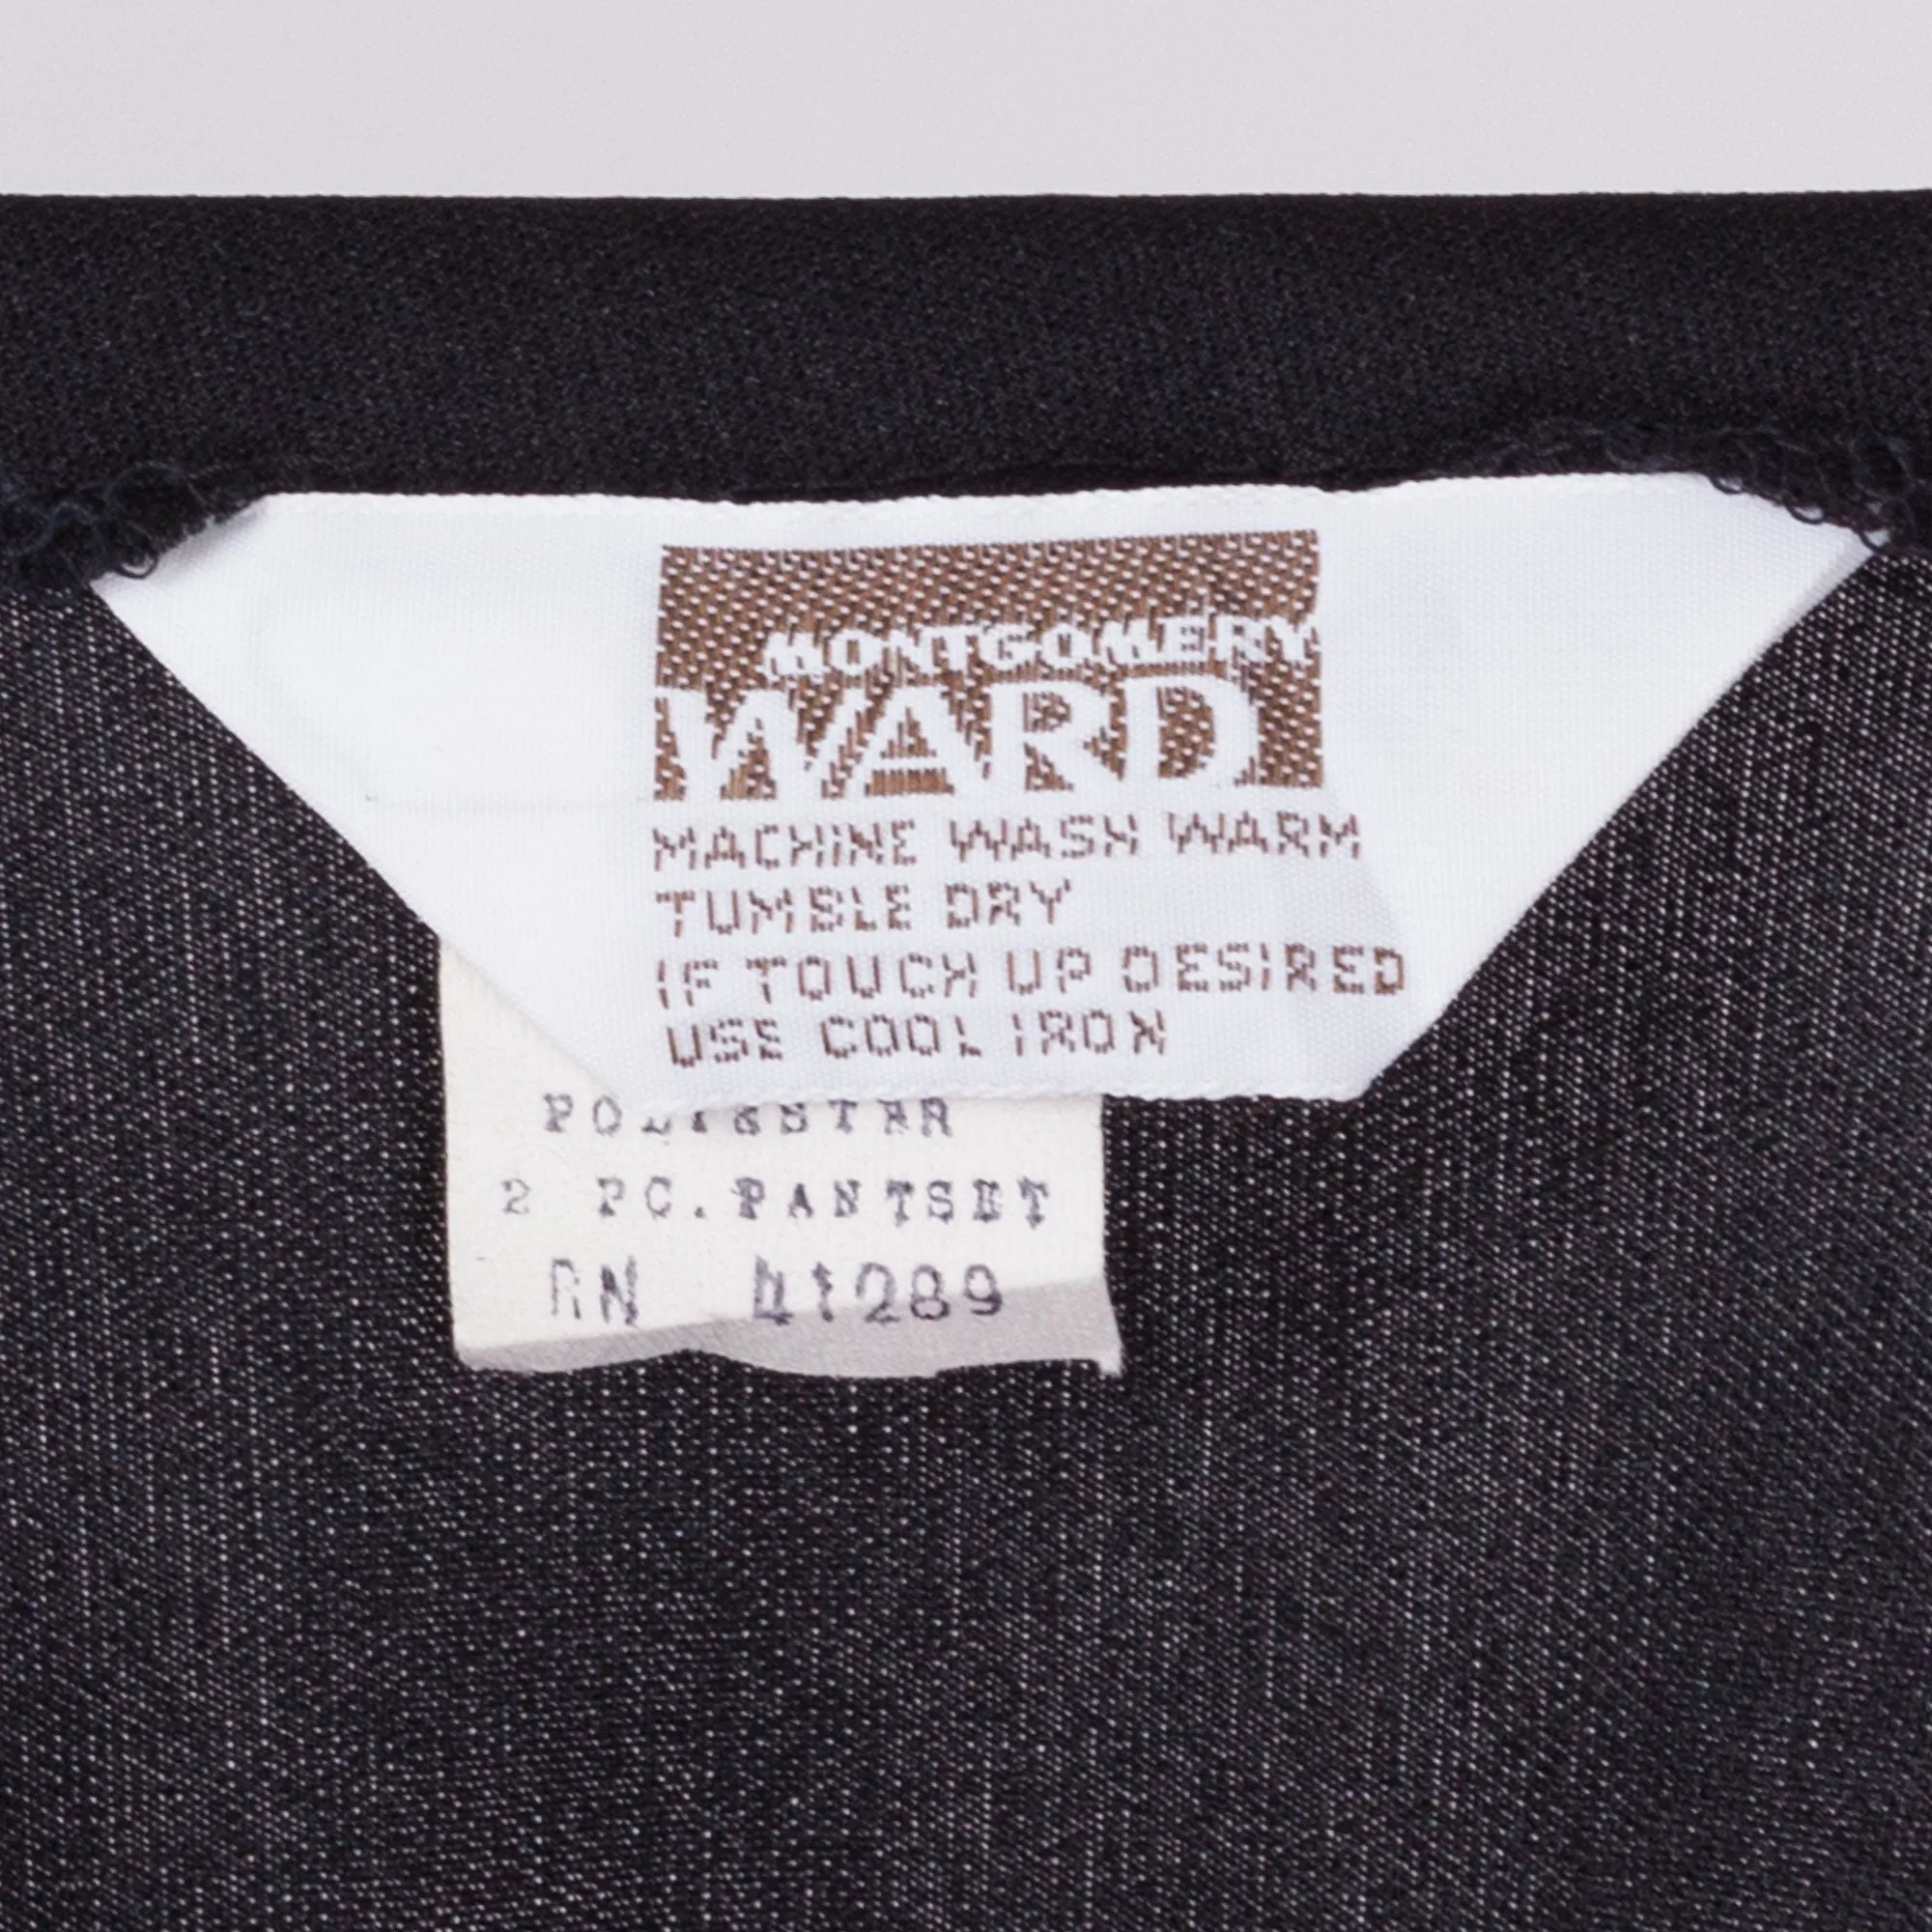 MONTGOMERY
WARD
MACHINE WASH WARM
TUMBLE DRY
IF TOUCH UP DESIRED
USE COOL IRON
POLYESTER
2 PC. PANTSET
RN 41289